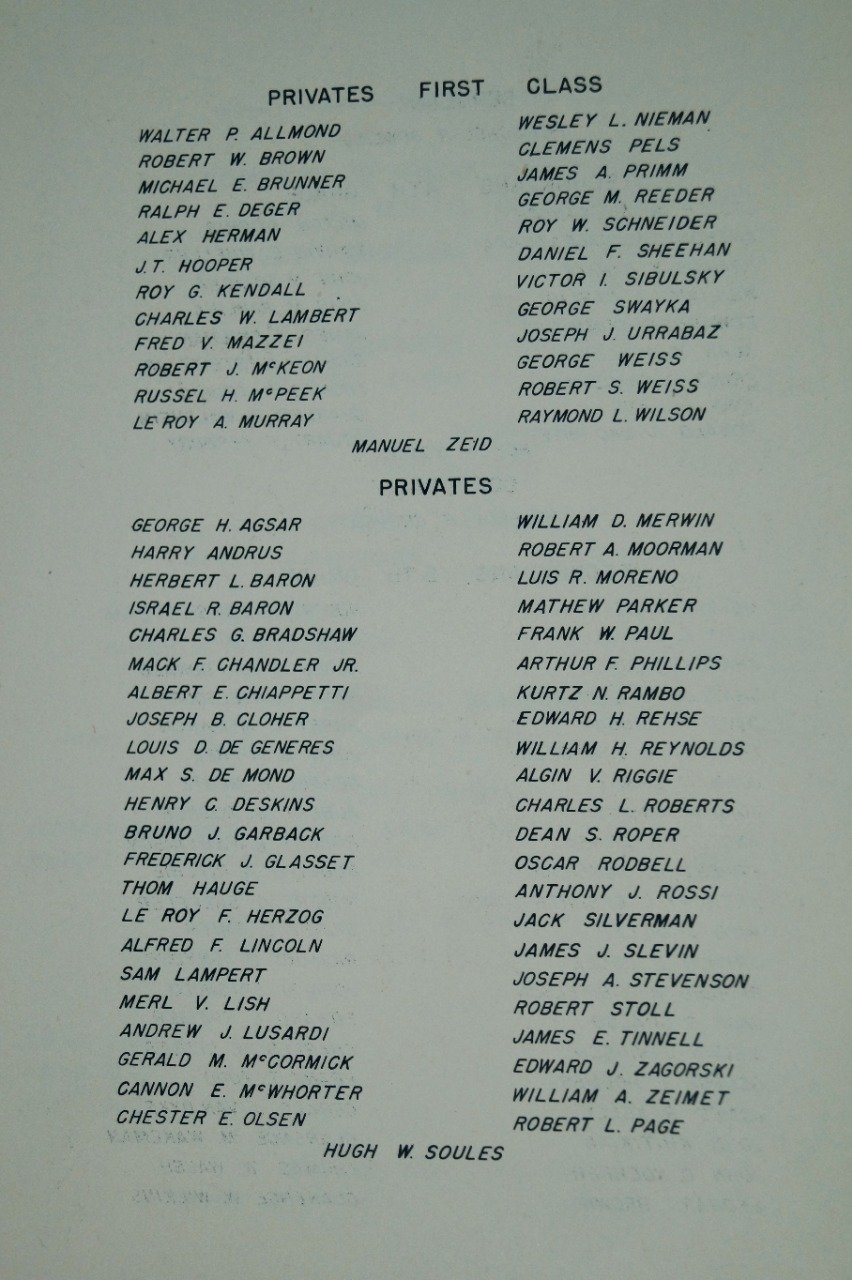 PRIVATES FIRST CLASS
WALTER P. ALLMOND
ROBERT W. BROWN
MICHAEL E. BRUNNER
RALPH E. DEGER
ALEX HERMAN
J.T. HOOPER
ROY G. KENDALL
CHARLES W. LAMBERT
FRED V. MAZZEI
ROBERT J. McKEON
RUSSEL H. McPEEK
LE ROY A. MURRAY
WESLEY L. NIEMAN
CLEMENS PELS
JAMES A. PRIMM
GEORGE M. REEDER
ROY W. SCHNEIDER
DANIEL F. SHEEHAN
VICTOR I. SIBULSKY
GEORGE SWAYKA
JOSEPH J. URRABAZ
GEORGE WEISS
ROBERT S. WEISS
RAYMOND L. WILSON
MANUEL ZEID
PRIVATES
GEORGE H. AGSAR
HARRY ANDRUS
HERBERT L. BARON
ISRAEL R. BARON
CHARLES G. BRADSHAW
MACK F. CHANDLER JR.
ALBERT E. CHIAPPETTI
JOSEPH B. CLOHER
LOUIS D. DE GENERES
MAX S. DE MOND
HENRY C. DESKINS
BRUNO J. GARBACK
FREDERICK J. GLASSET
THOM HAUGE
LE ROY F. HERZOG
ALFRED F. LINCOLN
SAM LAMPERT
MERL V. LISH
ANDREW J. LUSARDI
GERALD M. McCORMICK
CANNON E. McWHORTER
CHESTER E. OLSEN
WILLIAM D. MERWIN
ROBERT A. MOORMAN
LUIS R. MORENO
MATHEW PARKER
FRANK W. PAUL
ARTHUR F. PHILLIPS
KURTZ N. RAMBO
EDWARD H. REHSE
WILLIAM H. REYNOLDS
ALGIN V. RIGGIE
CHARLES L. ROBERTS
DEAN S. ROPER
OSCAR RODBELL
ANTHONY J. ROSSI
JACK SILVERMAN
JAMES J. SLEVIN
JOSEPH A. STEVENSON
ROBERT STOLL
JAMES E. TINNELL
EDWARD J. ZAGORSKI
WILLIAM A. ZEIMET
ROBERT L. PAGE
HUGH W. SOULES